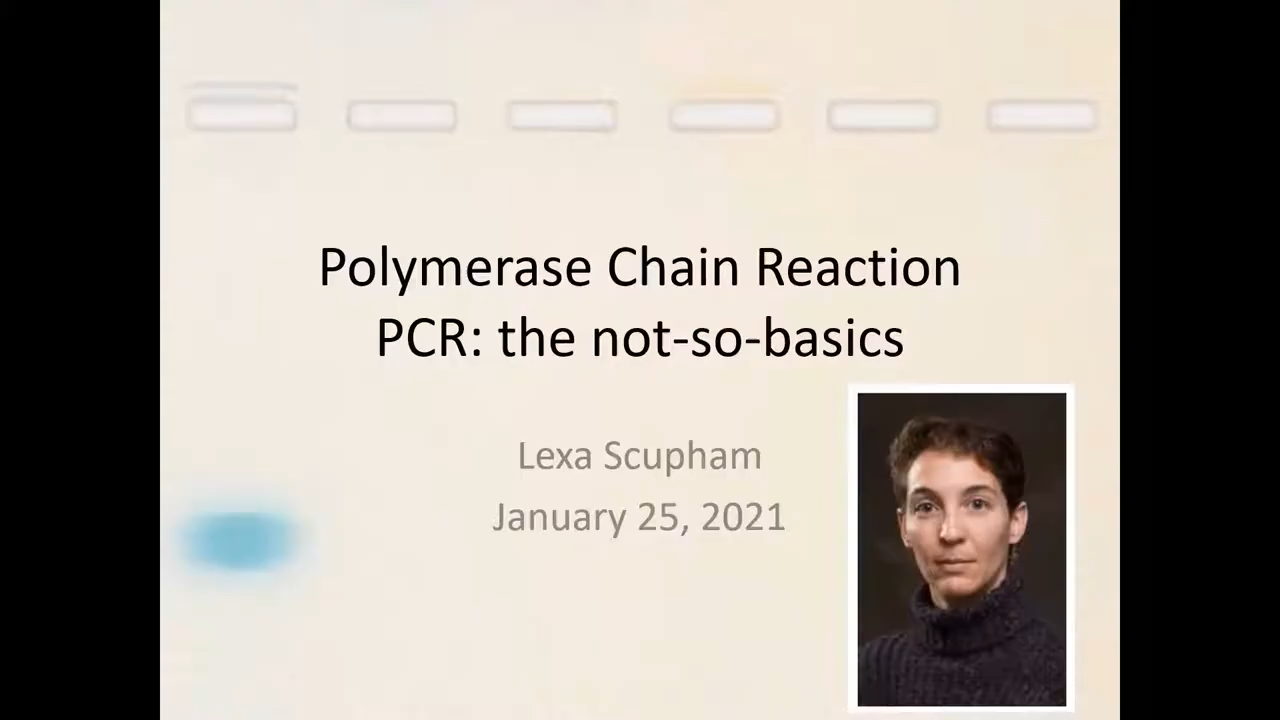 Polymerase Chain Reaction
PCR: the not-so-basics
Lexa Scupham
January 25, 2021